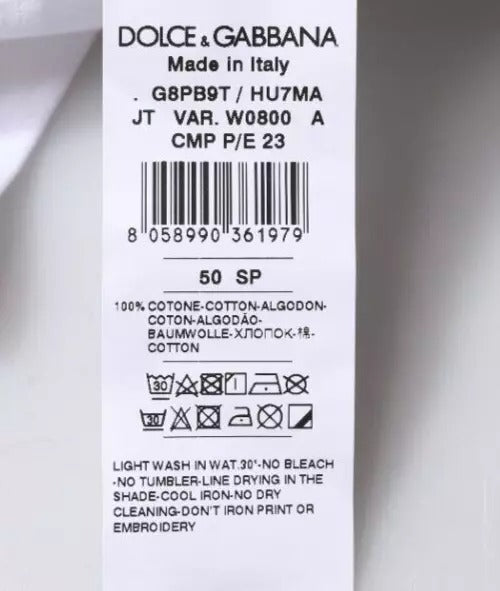 DOLCE & GABBANA
Made in Italy
. G8PB9T / HU7MA
JT VAR. W0800 A
CMP P/E 23
8 058990 361979
50 SP
100% COTONE-COTTON-ALGODON-
COTON-ALGODÃO-
BAUMWOLLE-ХЛОПОК-棉-
COTTON
30
30
LIGHT WASH IN WAT.30°-NO BLEACH
-NO TUMBLER-LINE DRYING IN THE
SHADE-COOL IRON-NO DRY
CLEANING-DON'T IRON PRINT OR
EMBROIDERY